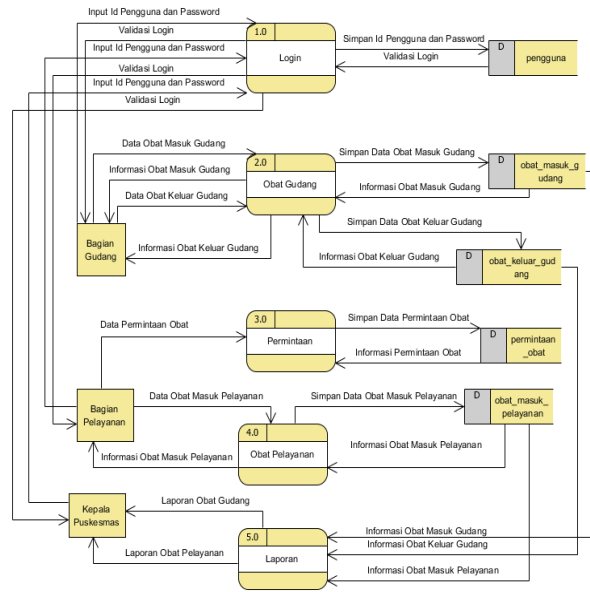 Input Id Pengguna dan Password
Validasi Login
Input Id Pengguna dan Password
Validasi Login
Input Id Pengguna dan Password
Validasi Login
1.0
Login
Simpan Id Pengguna dan Password
Validasi Login
D
pengguna
Data Obat Masuk Gudang
Informasi Obat Masuk Gudang
Data Obat Keluar Gudang
Informasi Obat Keluar Gudang
2.0
Obat Gudang
Simpan Data Obat Masuk Gudang
Informasi Obat Masuk Gudang
D
obat_masuk_g
udang
Simpan Data Obat Keluar Gudang
Informasi Obat Keluar Gudang
D
obat_keluar_gud
ang
Bagian
Gudang
Data Permintaan Obat
3.0
Permintaan
Simpan Data Permintaan Obat
Informasi Permintaan Obat
D
permintaan
_obat
Bagian
Pelayanan
Data Obat Masuk Pelayanan
Informasi Obat Masuk Pelayanan
4.0
Obat Pelayanan
Simpan Data Obat Masuk Pelayanan
Informasi Obat Masuk Pelayanan
D
obat_masuk_
pelayanan
Kepala
Puskesmas
Laporan Obat Gudang
Laporan Obat Pelayanan
5.0
Laporan
Informasi Obat Masuk Gudang
Informasi Obat Keluar Gudang
Informasi Obat Masuk Pelayanan